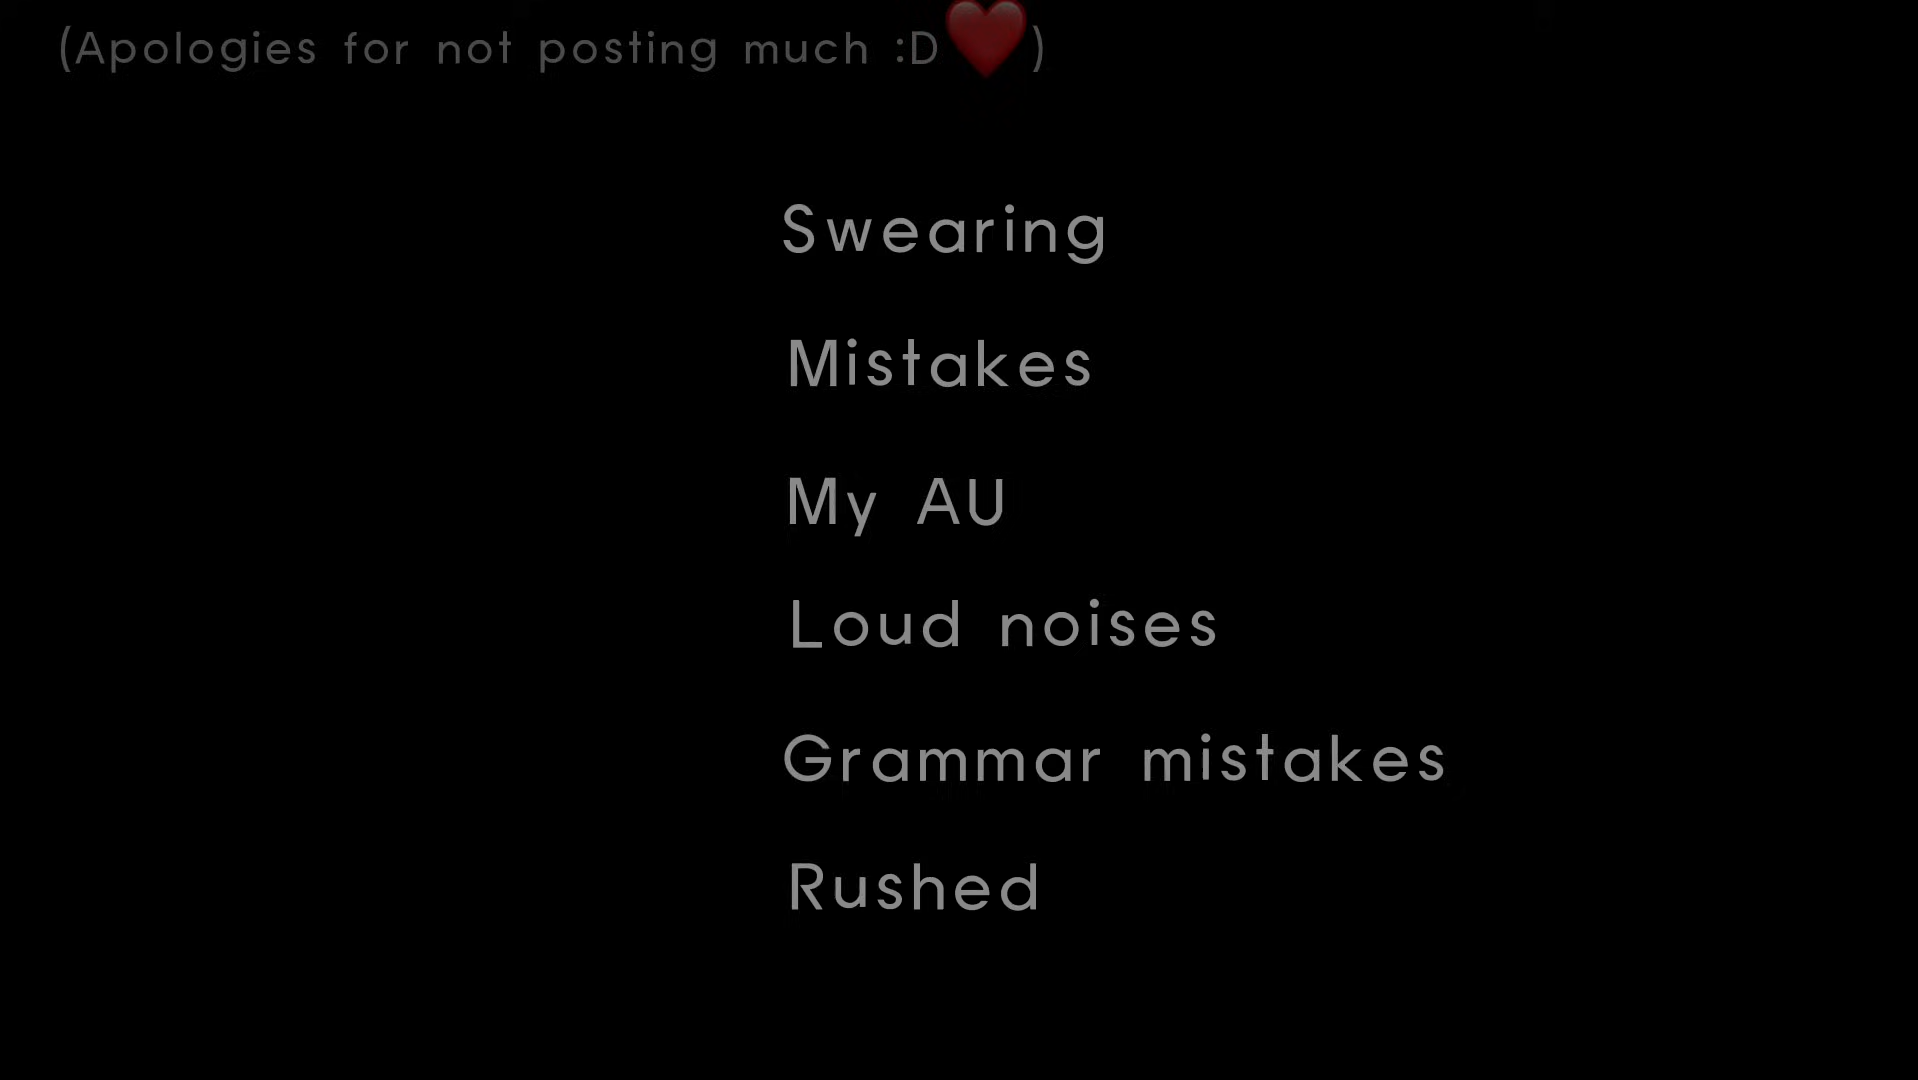 (Apologies for not posting much :D❤️)
Swearing
Mistakes
My AU
Loud noises
Grammar mistakes
Rushed